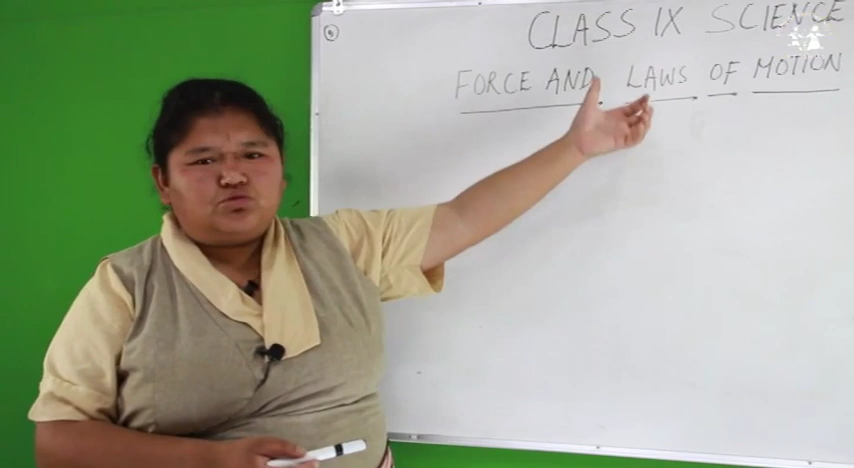 CLASS IX SCIENCE
FORCE AND LAWS OF MOTION